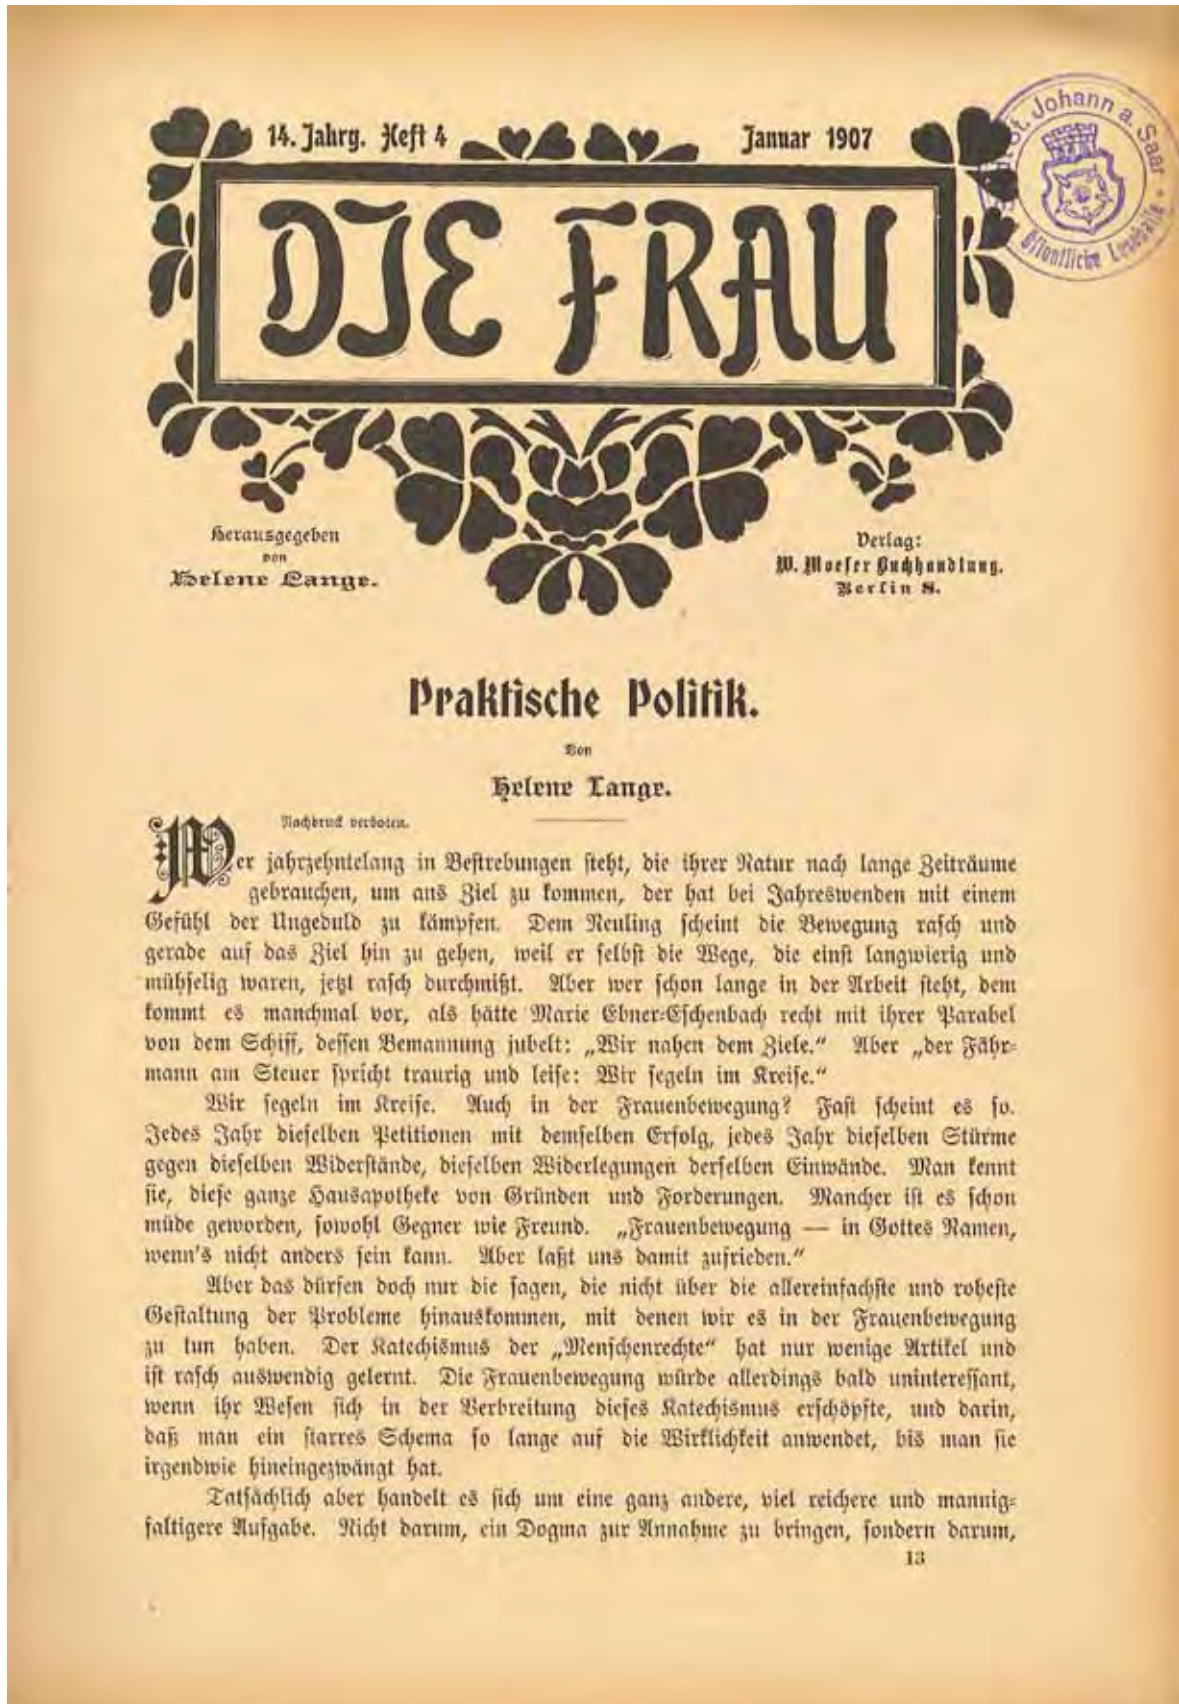 14. Jahrg. Heft 4
Januar 1907
St. Johann a. Saar
Öffentliche Lesehalle
DIE FRAU
Herausgegeben
von
Helene Lange.
Verlag:
W. Moeser Buchhandlung.
Berlin S.
Praktische Politik.
Von
Helene Lange.
Nachdruck verboten.
Wer jahrzehntelang in Bestrebungen steht, die ihrer Natur nach lange Zeiträume
gebrauchen, um ans Ziel zu kommen, der hat bei Jahreswenden mit einem
Gefühl der Ungeduld zu kämpfen. Dem Neuling scheint die Bewegung rasch und
gerade auf das Ziel hin zu gehen, weil er selbst die Wege, die einst langwierig und
mühselig waren, jetzt rasch durchmißt. Aber wer schon lange in der Arbeit steht, dem
kommt es manchmal vor, als hätte Marie Ebner-Eschenbach recht mit ihrer Parabel
von dem Schiff, dessen Bemannung jubelt: „Wir nahen dem Ziele.“ Aber „der Fähr-
mann am Steuer spricht traurig und leise: Wir segeln im Kreise.“
Wir segeln im Kreise. Auch in der Frauenbewegung? Fast scheint es so.
Jedes Jahr dieselben Petitionen mit demselben Erfolg, jedes Jahr dieselben Stürme
gegen dieselben Widerstände, dieselben Widerlegungen derselben Einwände. Man kennt
sie, diese ganze Hausapotheke von Gründen und Forderungen. Mancher ist es schon
müde geworden, sowohl Gegner wie Freund. „Frauenbewegung — in Gottes Namen,
wenn's nicht anders sein kann. Aber laßt uns damit zufrieden.“
Aber das dürfen doch nur die sagen, die nicht über die allereinfachste und roheste
Gestaltung der Probleme hinauskommen, mit denen wir es in der Frauenbewegung
zu tun haben. Der Katechismus der „Menschenrechte“ hat nur wenige Artikel und
ist rasch auswendig gelernt. Die Frauenbewegung würde allerdings bald uninteressant,
wenn ihr Wesen sich in der Verbreitung dieses Katechismus erschöpfte, und darin,
daß man ein starres Schema so lange auf die Wirklichkeit anwendet, bis man sie
irgendwie hineingezwängt hat.
Tatsächlich aber handelt es sich um eine ganz andere, viel reichere und mannig-
faltigere Aufgabe. Nicht darum, ein Dogma zur Annahme zu bringen, sondern darum,
13